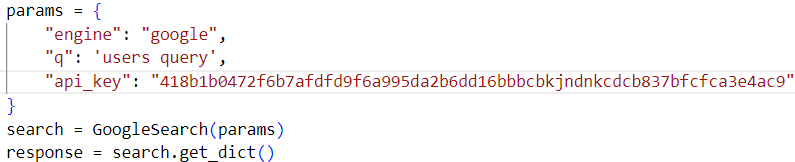 params = {
"engine": "google",
"q": 'users query',
"api_key": "418b1b0472f6b7afdfd9f6a995da2b6dd16bbbcbkjndnkcdcb837bfcfca3e4ac9"
}
search = GoogleSearch(params)
response = search.get_dict()